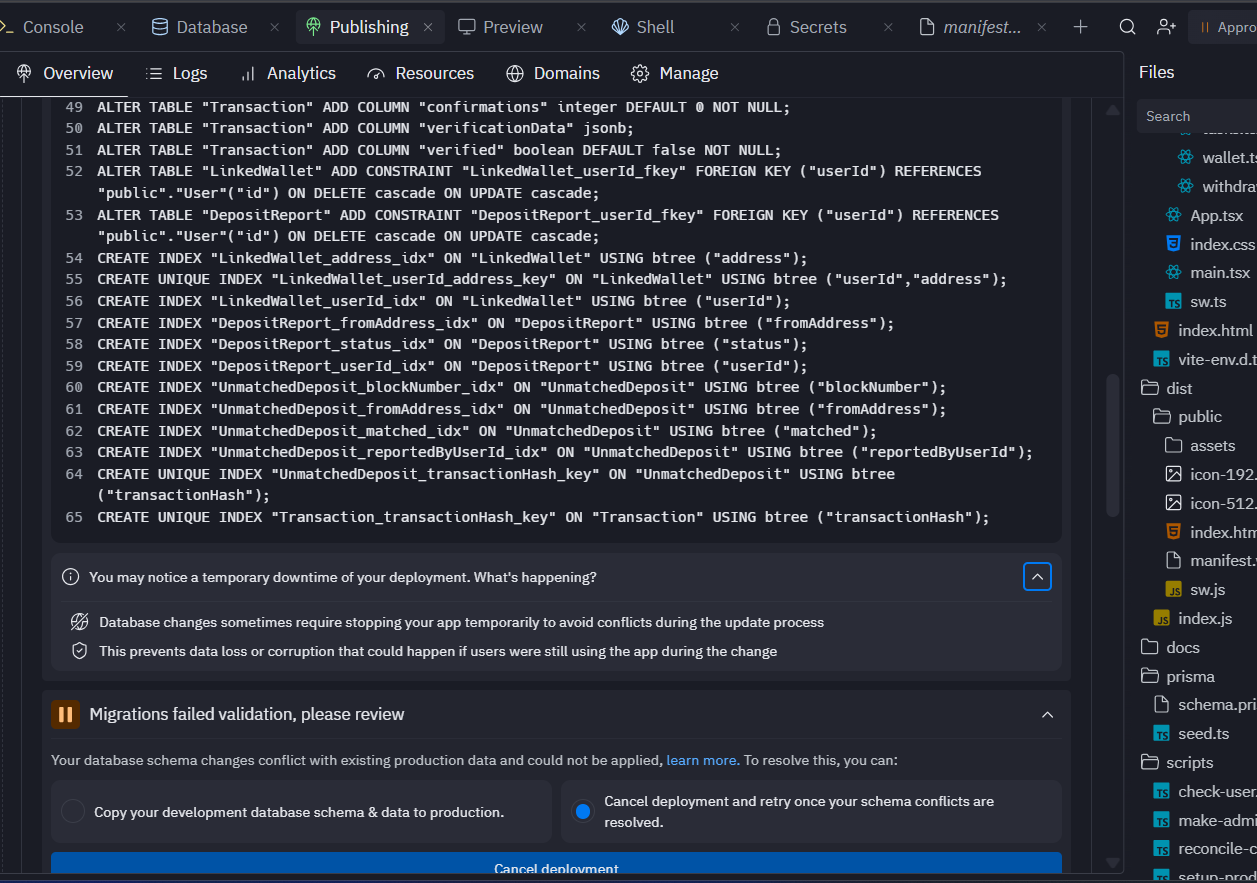 Console
Database
Publishing
Preview
Shell
Secrets
manifest...
Appro
Overview
Logs
Analytics
Resources
Domains
Manage
49 ALTER TABLE "Transaction" ADD COLUMN "confirmations" integer DEFAULT 0 NOT NULL;
50 ALTER TABLE "Transaction" ADD COLUMN "verificationData" jsonb;
51 ALTER TABLE "Transaction" ADD COLUMN "verified" boolean DEFAULT false NOT NULL;
52 ALTER TABLE "LinkedWallet" ADD CONSTRAINT "LinkedWallet_userId_fkey" FOREIGN KEY ("userId") REFERENCES
"public"."User"("id") ON DELETE cascade ON UPDATE cascade;
53 ALTER TABLE "DepositReport" ADD CONSTRAINT "DepositReport_userId_fkey" FOREIGN KEY ("userId") REFERENCES
"public"."User"("id") ON DELETE cascade ON UPDATE cascade;
54 CREATE INDEX "LinkedWallet_address_idx" ON "LinkedWallet" USING btree ("address");
55 CREATE UNIQUE INDEX "LinkedWallet_userId_address_key" ON "LinkedWallet" USING btree ("userId","address");
56 CREATE INDEX "LinkedWallet_userId_idx" ON "LinkedWallet" USING btree ("userId");
57 CREATE INDEX "DepositReport_fromAddress_idx" ON "DepositReport" USING btree ("fromAddress");
58 CREATE INDEX "DepositReport_status_idx" ON "DepositReport" USING btree ("status");
59 CREATE INDEX "DepositReport_userId_idx" ON "DepositReport" USING btree ("userId");
60 CREATE INDEX "UnmatchedDeposit_blockNumber_idx" ON "UnmatchedDeposit" USING btree ("blockNumber");
61 CREATE INDEX "UnmatchedDeposit_fromAddress_idx" ON "UnmatchedDeposit" USING btree ("fromAddress");
62 CREATE INDEX "UnmatchedDeposit_matched_idx" ON "UnmatchedDeposit" USING btree ("matched");
63 CREATE INDEX "UnmatchedDeposit_reportedByUserId_idx" ON "UnmatchedDeposit" USING btree ("reportedByUserId");
64 CREATE UNIQUE INDEX "UnmatchedDeposit_transactionHash_key" ON "UnmatchedDeposit" USING btree
("transactionHash");
65 CREATE UNIQUE INDEX "Transaction_transactionHash_key" ON "Transaction" USING btree ("transactionHash");
You may notice a temporary downtime of your deployment. What's happening?
Database changes sometimes require stopping your app temporarily to avoid conflicts during the update process
This prevents data loss or corruption that could happen if users were still using the app during the change
Migrations failed validation, please review
Your database schema changes conflict with existing production data and could not be applied, learn more. To resolve this, you can:
Copy your development database schema & data to production.
Cancel deployment and retry once your schema conflicts are
resolved.
Cancel deployment
Files
Search
wallet.ts
withdra
App.tsx
index.css
main.tsx
sw.ts
index.html
vite-env.d.t
dist
public
assets
icon-192.
icon-512.
index.htm
manifest.
sw.js
index.js
docs
prisma
schema.pri
seed.ts
scripts
check-user.
make-admi
reconcile-c
setup-prod